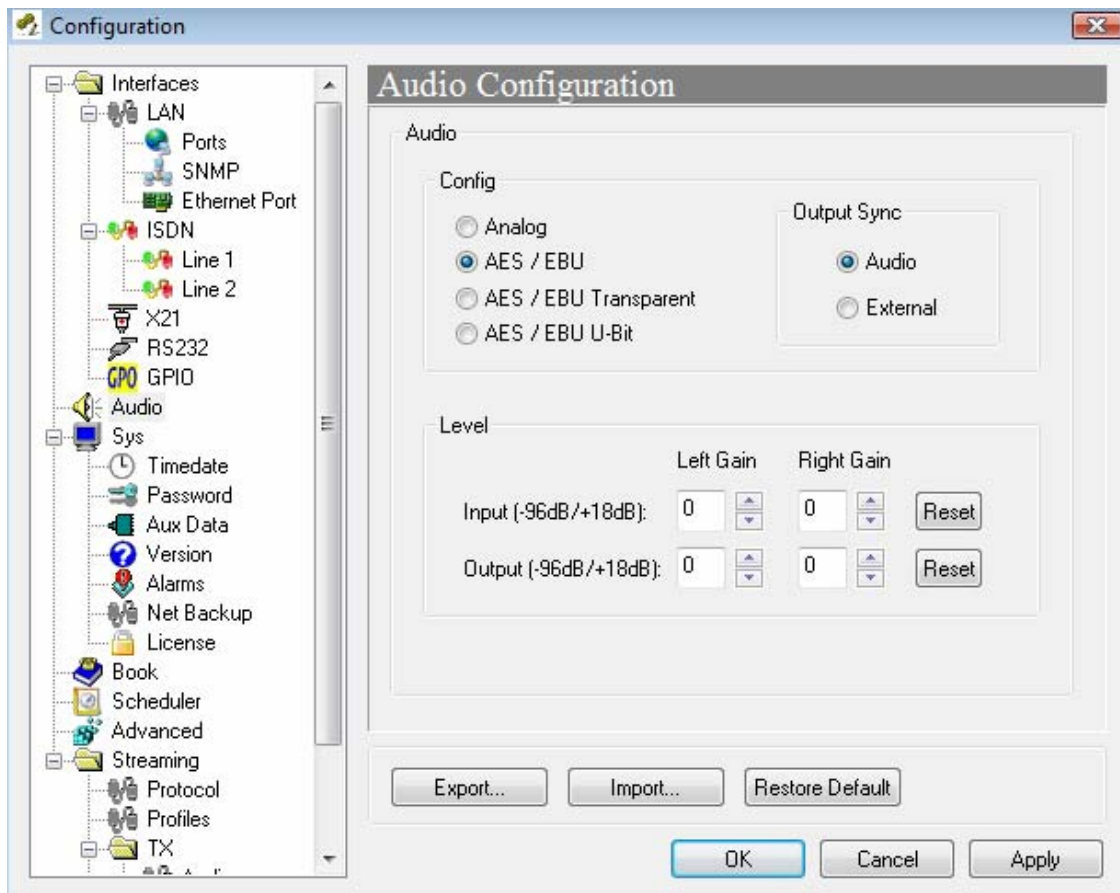 Configuration
Interfaces
LAN
Ports
SNMP
Ethernet Port
ISDN
Line 1
Line 2
X21
RS232
GPO GPIO
Audio
Sys
Timedate
Password
Aux Data
Version
Alarms
Net Backup
License
Book
Scheduler
Advanced
Streaming
Protocol
Profiles
TX
Audio Configuration
Audio
Config
Analog
AES / EBU
AES / EBU Transparent
AES / EBU U-Bit
Output Sync
Audio
External
Level
Left Gain Right Gain
Input (-96dB/+18dB): 0 0 Reset
Output (-96dB/+18dB): 0 0 Reset
Export... Import... Restore Default
OK Cancel Apply